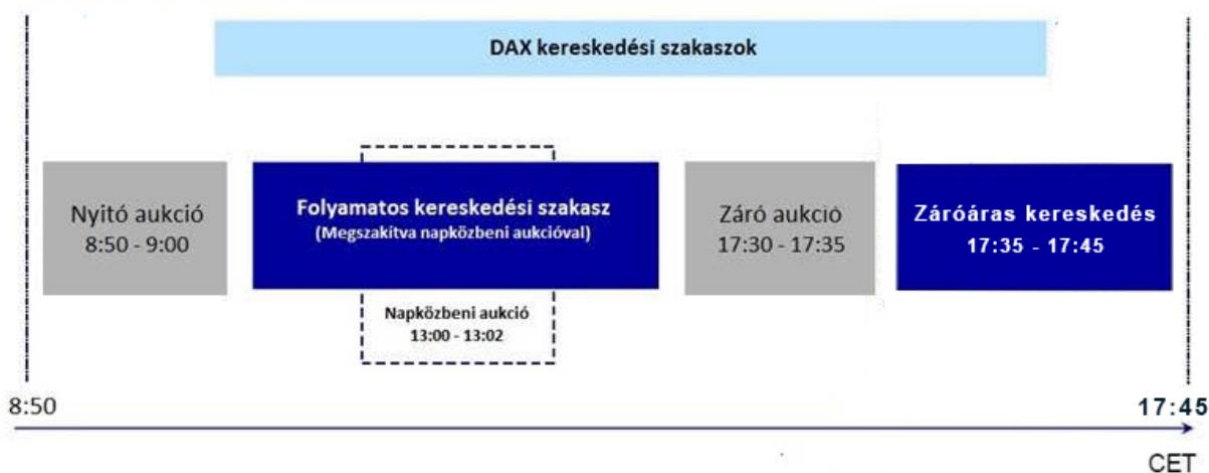 DAX kereskedési szakaszok
Nyitó aukció
8:50 - 9:00
Folyamatos kereskedési szakasz
(Megszakítva napközbeni aukcióval)
Napközbeni aukció
13:00 - 13:02
Záró aukció
17:30 - 17:35
Záróáras kereskedés
17:35 - 17:45
8:50
17:45
CET